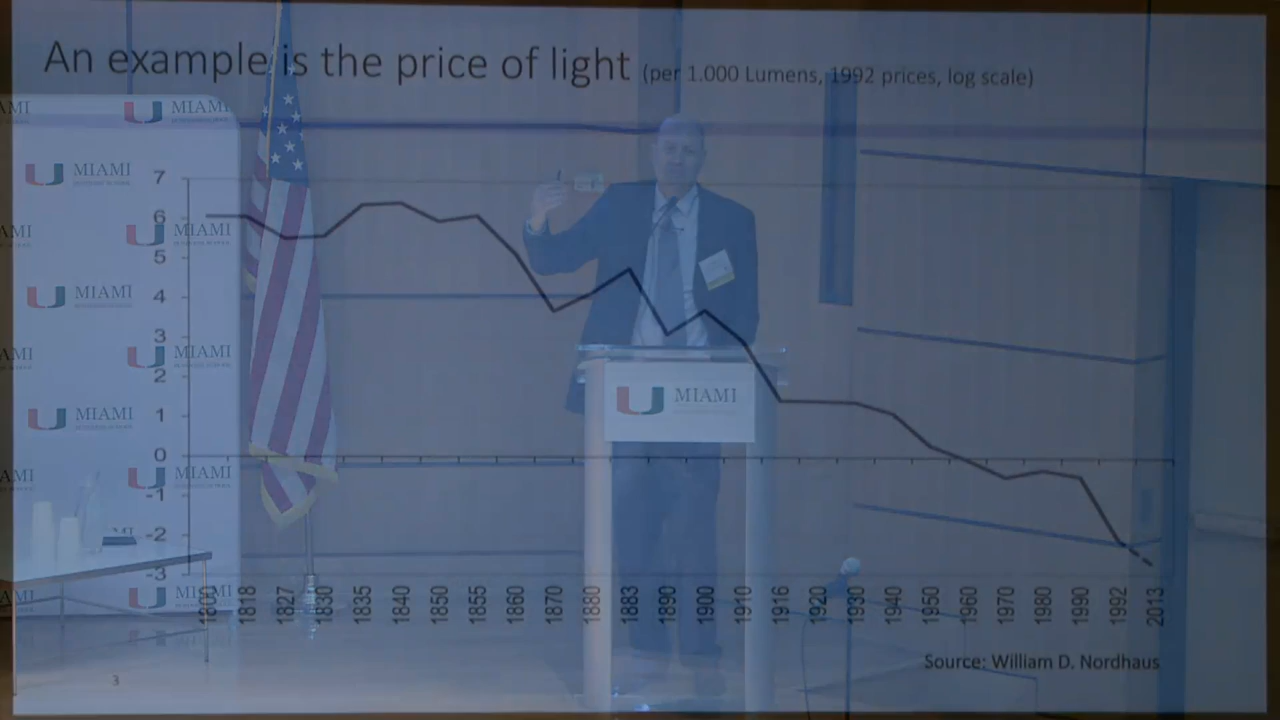 An example is the price of light (per 1.000 Lumens, 1992 prices, log scale)
MIAMI
MIAMI
MIAMI
MIAMI
MIAMI
MIAMI
MIAMI
MIAMI
MIAMI
MIAMI
7
6
5
4
3
2
1
0
-1
-2
-3
1800 1818 1827 1830 1835 1840 1850 1855 1860 1870 1880 1883 1890 1900 1910 1916 1920 1930 1940 1950 1960 1970 1980 1990 1992 2013
Source: William D. Nordhaus
3